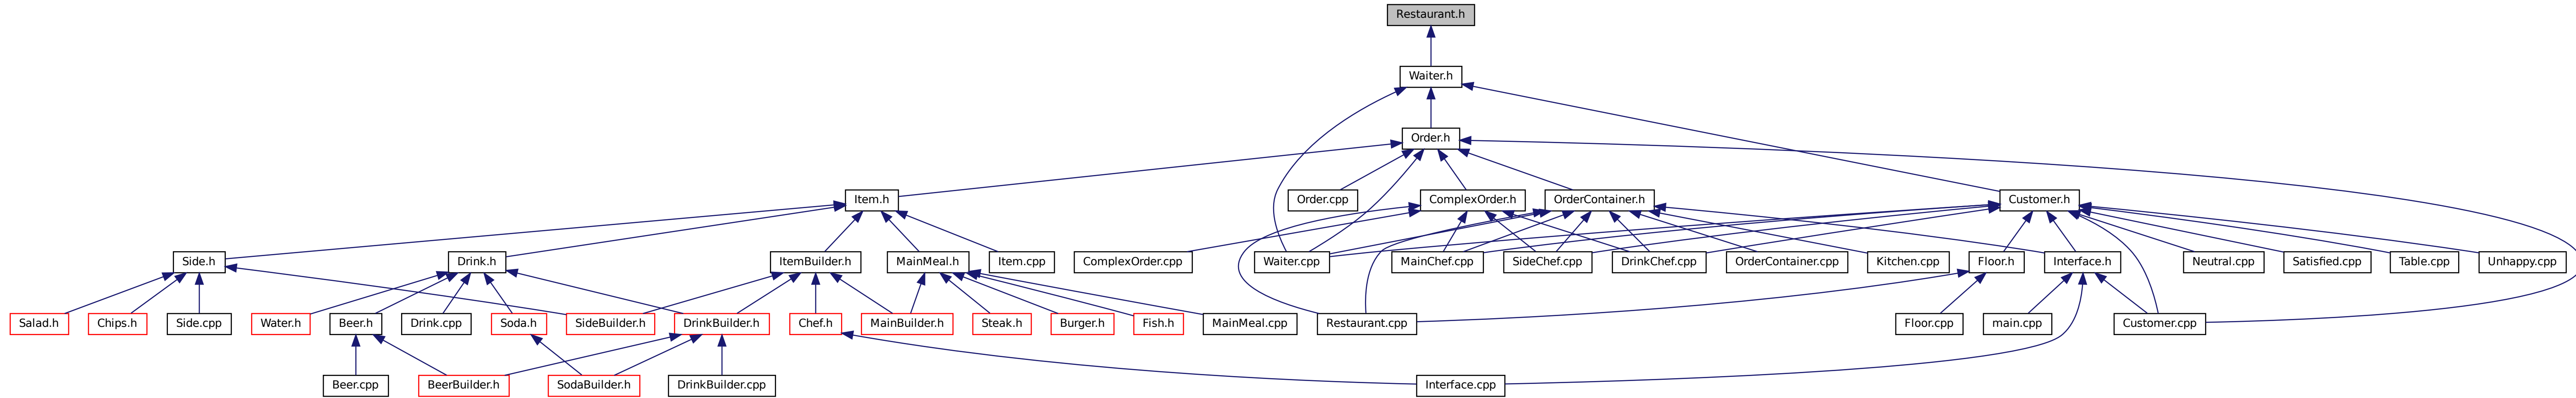 Restaurant.h
Waiter.h
Order.h
Item.h
Order.cpp
ComplexOrder.h
OrderContainer.h
Customer.h
Side.h
Drink.h
ItemBuilder.h
MainMeal.h
Item.cpp
ComplexOrder.cpp
Waiter.cpp
MainChef.cpp
SideChef.cpp
DrinkChef.cpp
OrderContainer.cpp
Kitchen.cpp
Floor.h
Interface.h
Neutral.cpp
Satisfied.cpp
Table.cpp
Unhappy.cpp
Salad.h
Chips.h
Side.cpp
Water.h
Beer.h
Drink.cpp
Soda.h
SideBuilder.h
DrinkBuilder.h
Chef.h
MainBuilder.h
Steak.h
Burger.h
Fish.h
MainMeal.cpp
Restaurant.cpp
Floor.cpp
main.cpp
Customer.cpp
Beer.cpp
BeerBuilder.h
SodaBuilder.h
DrinkBuilder.cpp
Interface.cpp